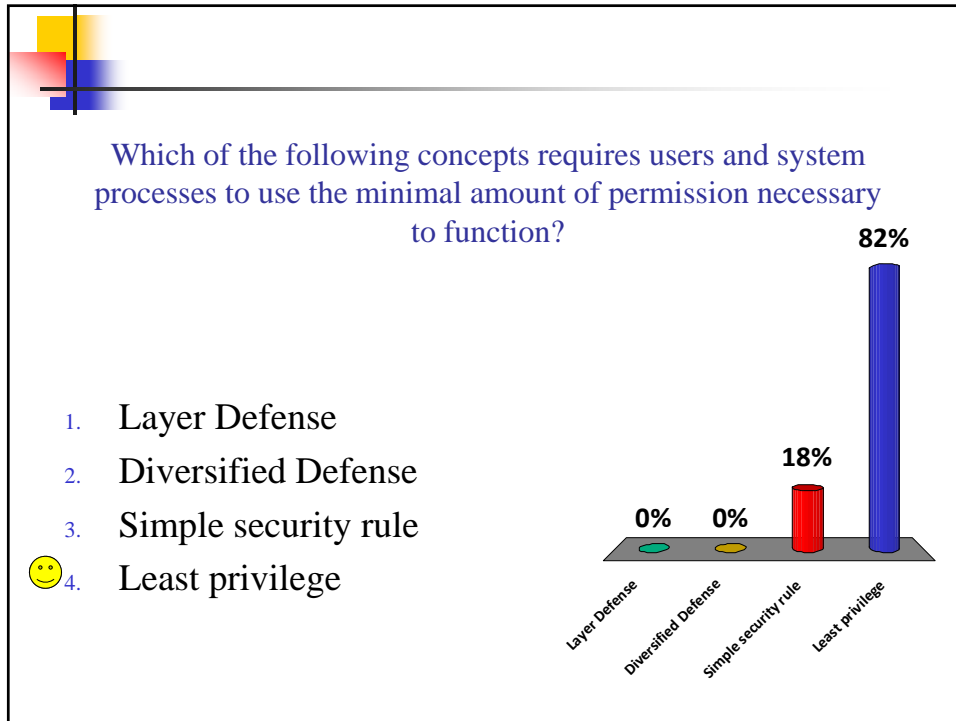 Which of the following concepts requires users and system
processes to use the minimal amount of permission necessary
to function?
82%
1. Layer Defense
2. Diversified Defense
3. Simple security rule
4. Least privilege
18%
0% 0%
Layer Defense
Diversified Defense
Simple security rule
Least privilege